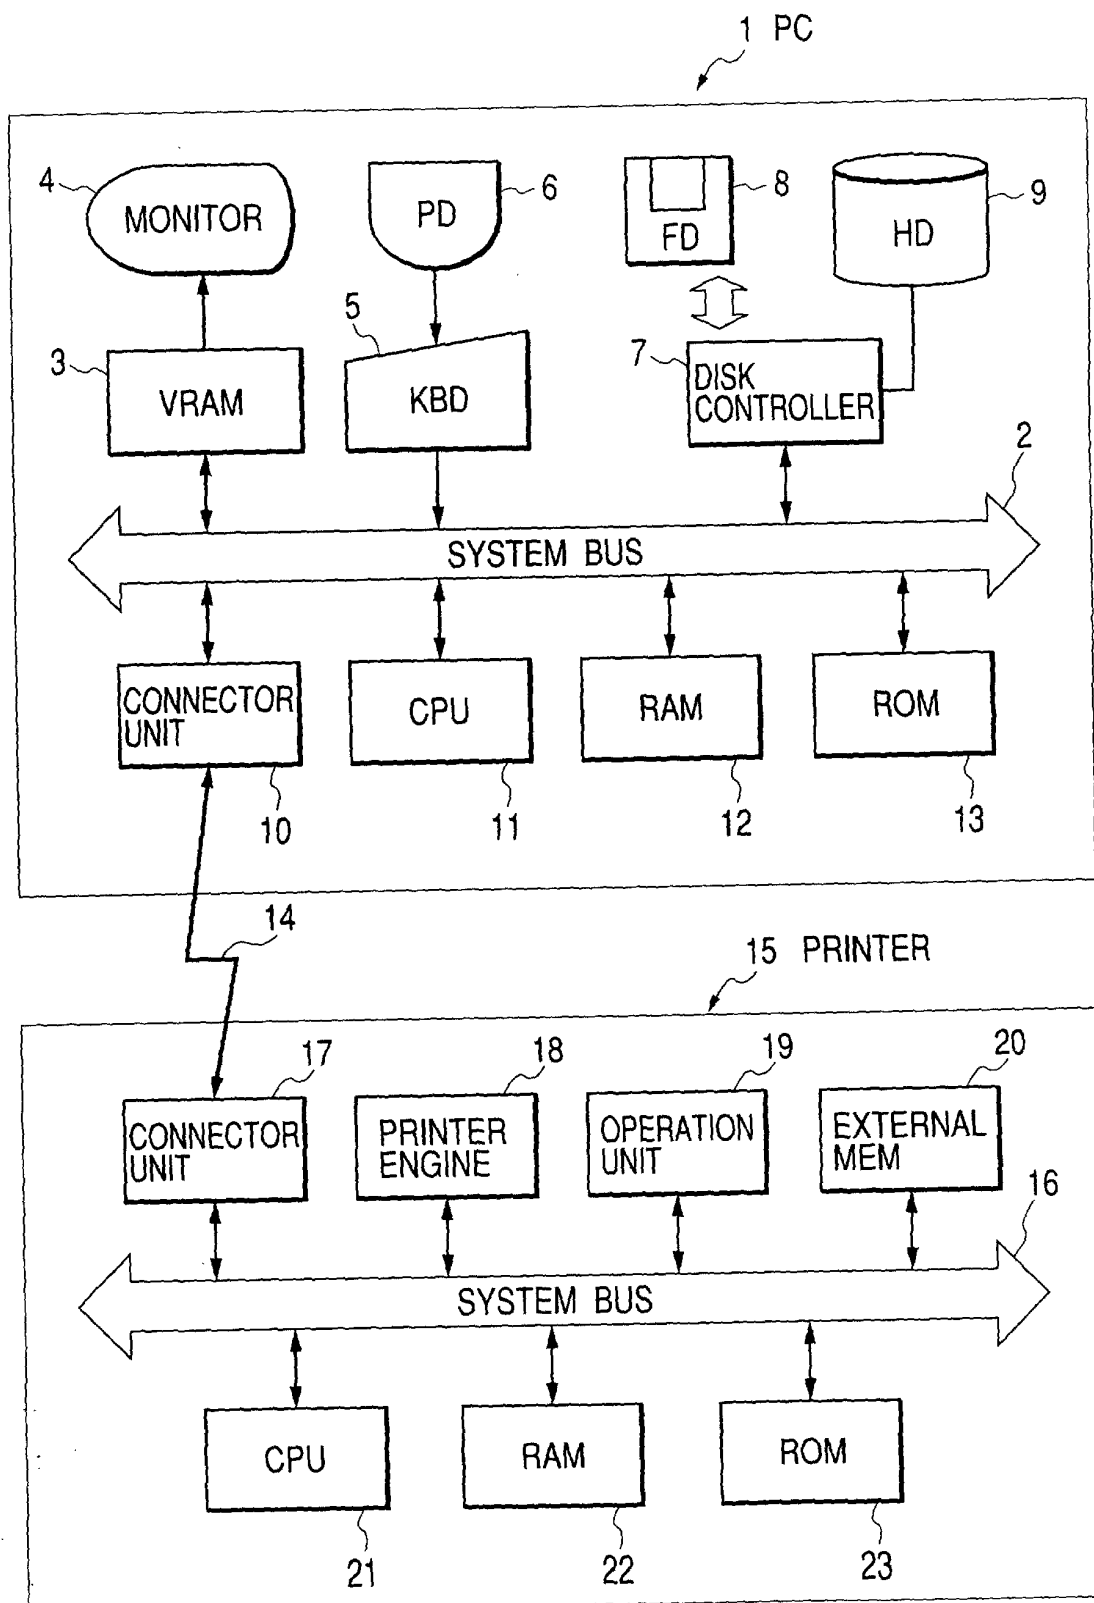 1 PC
4
MONITOR
PD
6
FD
8
HD
9
3
VRAM
5
KBD
7
DISK
CONTROLLER
2
SYSTEM BUS
CONNECTOR
UNIT
CPU
RAM
ROM
10
11
12
13
14
15 PRINTER
17
18
19
20
CONNECTOR
UNIT
PRINTER
ENGINE
OPERATION
UNIT
EXTERNAL
MEM
16
SYSTEM BUS
CPU
RAM
ROM
21
22
23